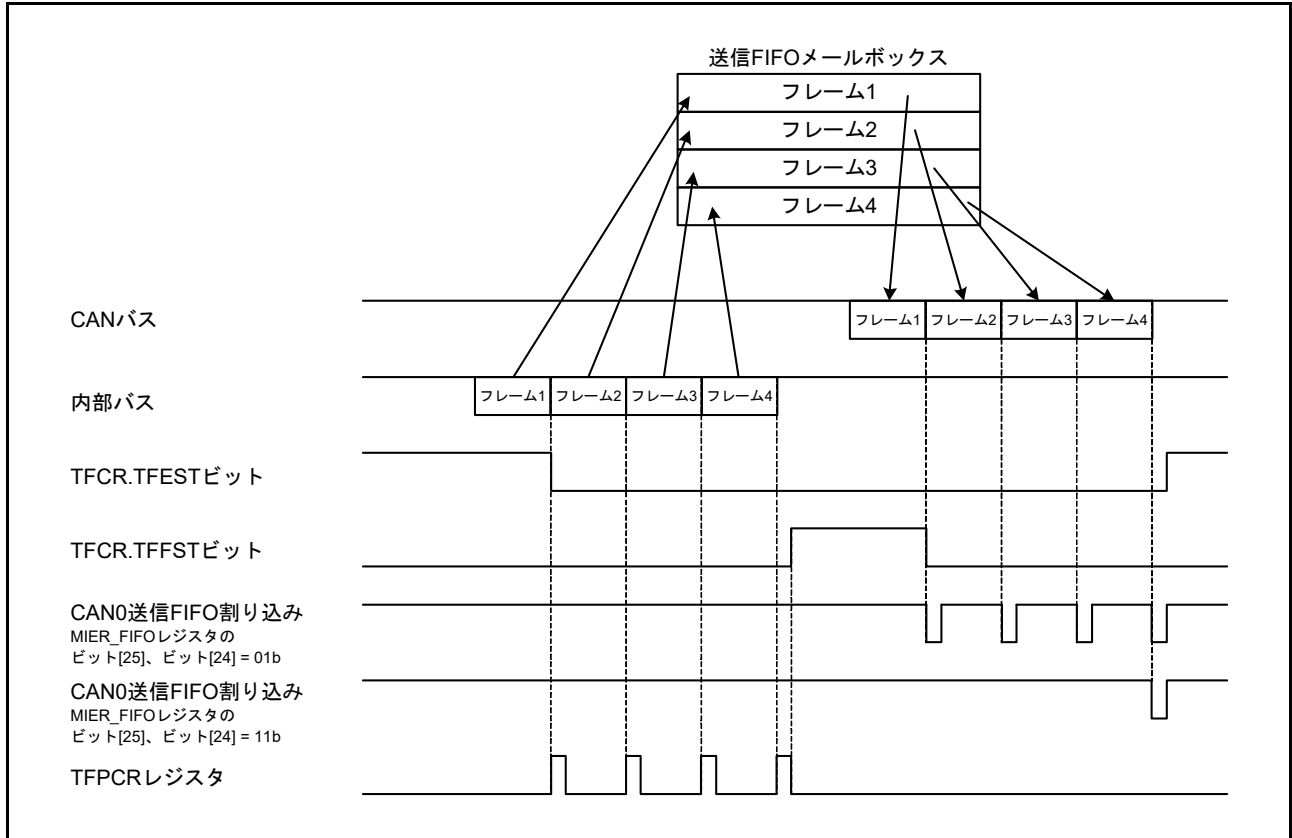 送信FIFOメールボックス
フレーム1
フレーム2
フレーム3
フレーム4
CANバス
フレーム1 フレーム2 フレーム3 フレーム4
内部バス
フレーム1 フレーム2 フレーム3 フレーム4
TFCR.TFESTビット
TFCR.TFFSTビット
CAN0送信FIFO割り込み
MIER_FIFOレジスタの
ビット[25]、ビット[24] = 01b
CAN0送信FIFO割り込み
MIER_FIFOレジスタの
ビット[25]、ビット[24] = 11b
TFPCRレジスタ